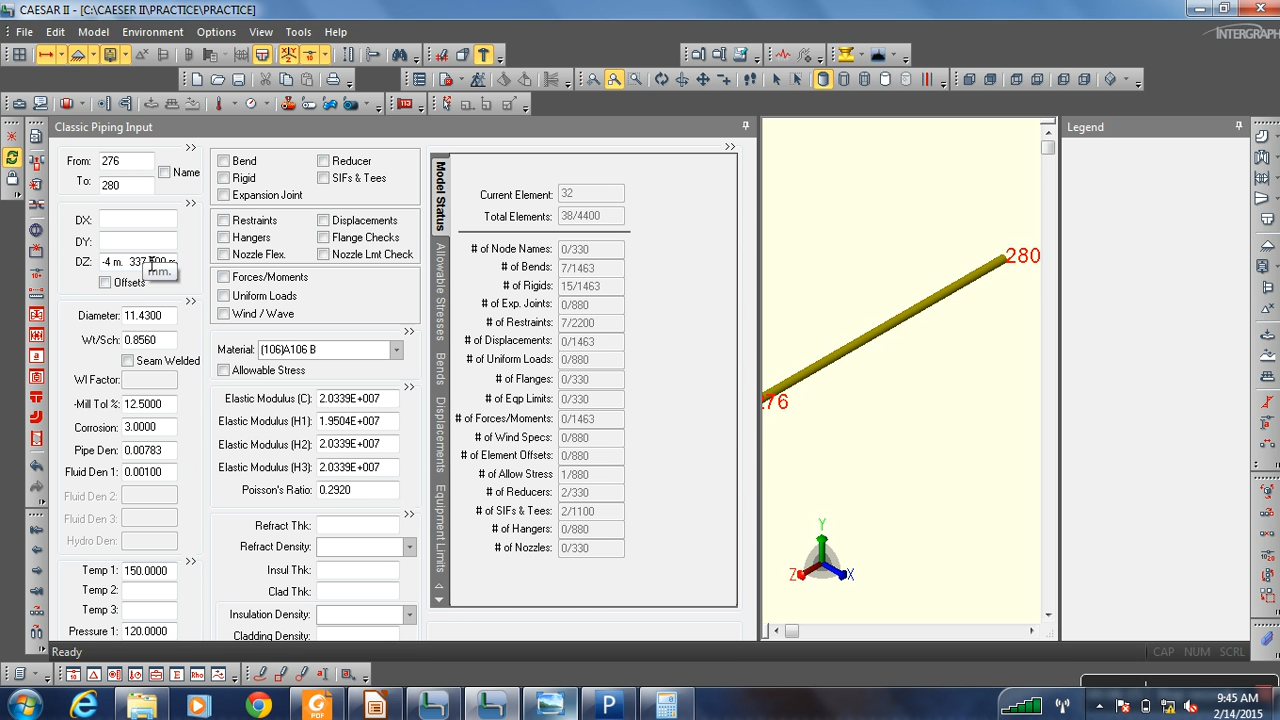 CAESAR II - [C:\CAESER II\PRACTICE\PRACTICE]
File Edit Model Environment Options View Tools Help
INTERGRAPH
113
Classic Piping Input
Legend
From: 276
To: 280
Name
DX:
DY:
DZ: -4 m.
mm.
Offsets
Diameter: 11.4300
Wt/Sch: 0.8560
Seam Welded
WI Factor:
-Mill Tol %: 12.5000
Corrosion: 3.0000
Pipe Den: 0.00783
Fluid Den 1: 0.00100
Fluid Den 2:
Fluid Den 3:
Hydro Den:
Temp 1: 150.0000
Temp 2:
Temp 3:
Pressure 1: 120.0000
Bend Reducer
Rigid SIFs & Tees
Expansion Joint
Restraints Displacements
Hangers Flange Checks
Nozzle Flex. Nozzle Lmt Check
Forces/Moments
Uniform Loads
Wind / Wave
Material: (106)A106 B
Allowable Stress
Elastic Modulus (C): 2.0339E+007
Elastic Modulus (H1): 1.9504E+007
Elastic Modulus (H2): 2.0339E+007
Elastic Modulus (H3): 2.0339E+007
Poisson's Ratio: 0.2920
Refract Thk:
Refract Density:
Insul Thk:
Clad Thk:
Insulation Density:
Cladding Density:
Model Status
Allowable Stresses
Bends
Displacements
Equipment Limits
Current Element: 32
Total Elements: 38/4400
# of Node Names: 0/330
# of Bends: 7/1463
# of Rigids: 15/1463
# of Exp. Joints: 0/880
# of Restraints: 7/2200
# of Displacements: 0/1463
# of Uniform Loads: 0/880
# of Flanges: 0/330
# of Eqp Limits: 0/330
# of Forces/Moments: 0/1463
# of Wind Specs: 0/880
# of Element Offsets: 0/880
# of Allow Stress: 1/880
# of Reducers: 2/330
# of SIFs & Tees: 2/1100
# of Hangers: 0/880
# of Nozzles: 0/330
280
Y
Z
X
Ready
CAP NUM SCRL
9:45 AM
2/14/2015